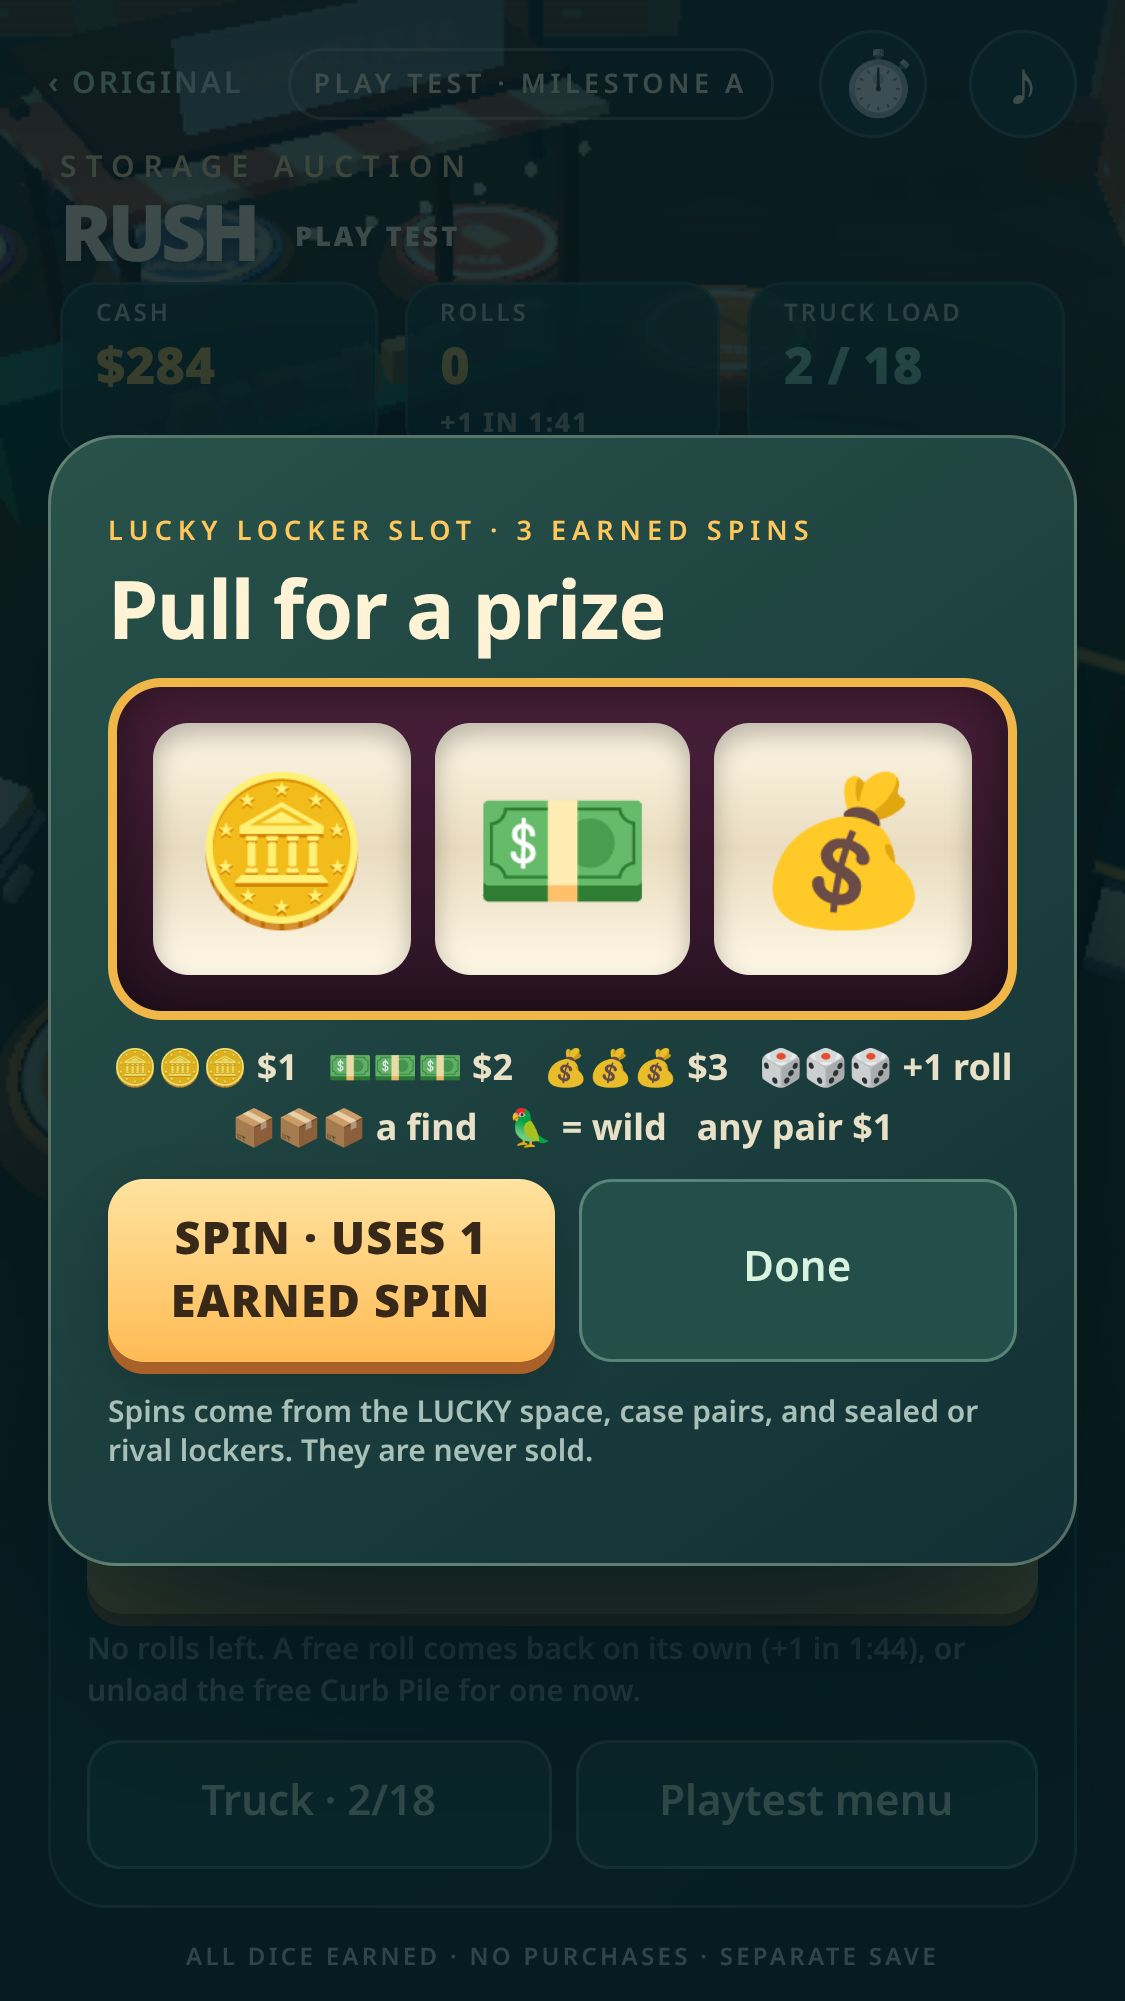 ‹ ORIGINAL
PLAY TEST · MILESTONE A
STORAGE AUCTION
RUSH PLAY TEST
CASH
$284
ROLLS
0
+1 IN 1:41
TRUCK LOAD
2 / 18
LUCKY LOCKER SLOT · 3 EARNED SPINS
Pull for a prize
🪙🪙🪙 $1 💵💵💵 $2 💰💰💰 $3 🎲🎲🎲 +1 roll
📦📦📦 a find 🦜 = wild any pair $1
SPIN · USES 1
EARNED SPIN
Done
Spins come from the LUCKY space, case pairs, and sealed or
rival lockers. They are never sold.
No rolls left. A free roll comes back on its own (+1 in 1:44), or
unload the free Curb Pile for one now.
Truck · 2/18
Playtest menu
ALL DICE EARNED · NO PURCHASES · SEPARATE SAVE